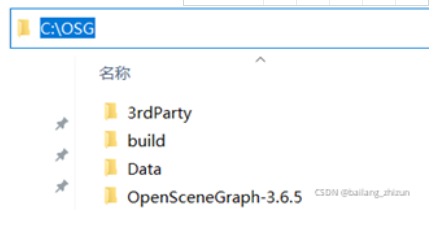 C:\OSG
名称
3rdParty
build
Data
OpenSceneGraph-3.6.5
CSDN @bailang_zhizun